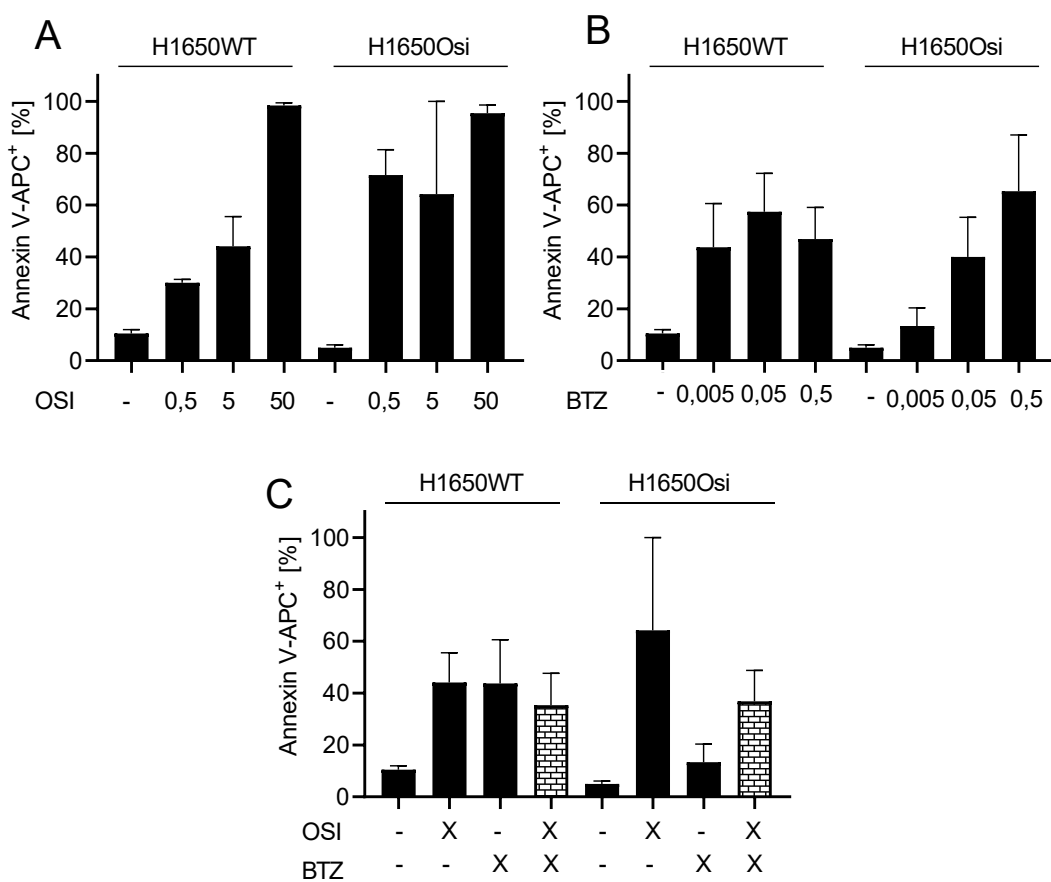 A
H1650WT H1650Osi
Annexin V-APC⁺ [%]
100
80
60
40
20
0
OSI - 0,5 5 50 - 0,5 5 50
B
H1650WT H1650Osi
Annexin V-APC⁺ [%]
100
80
60
40
20
0
BTZ - 0,005 0,05 0,5 - 0,005 0,05 0,5
C
H1650WT H1650Osi
Annexin V-APC⁺ [%]
100
80
60
40
20
0
OSI - X - X - X - X
BTZ - - X X - - X X